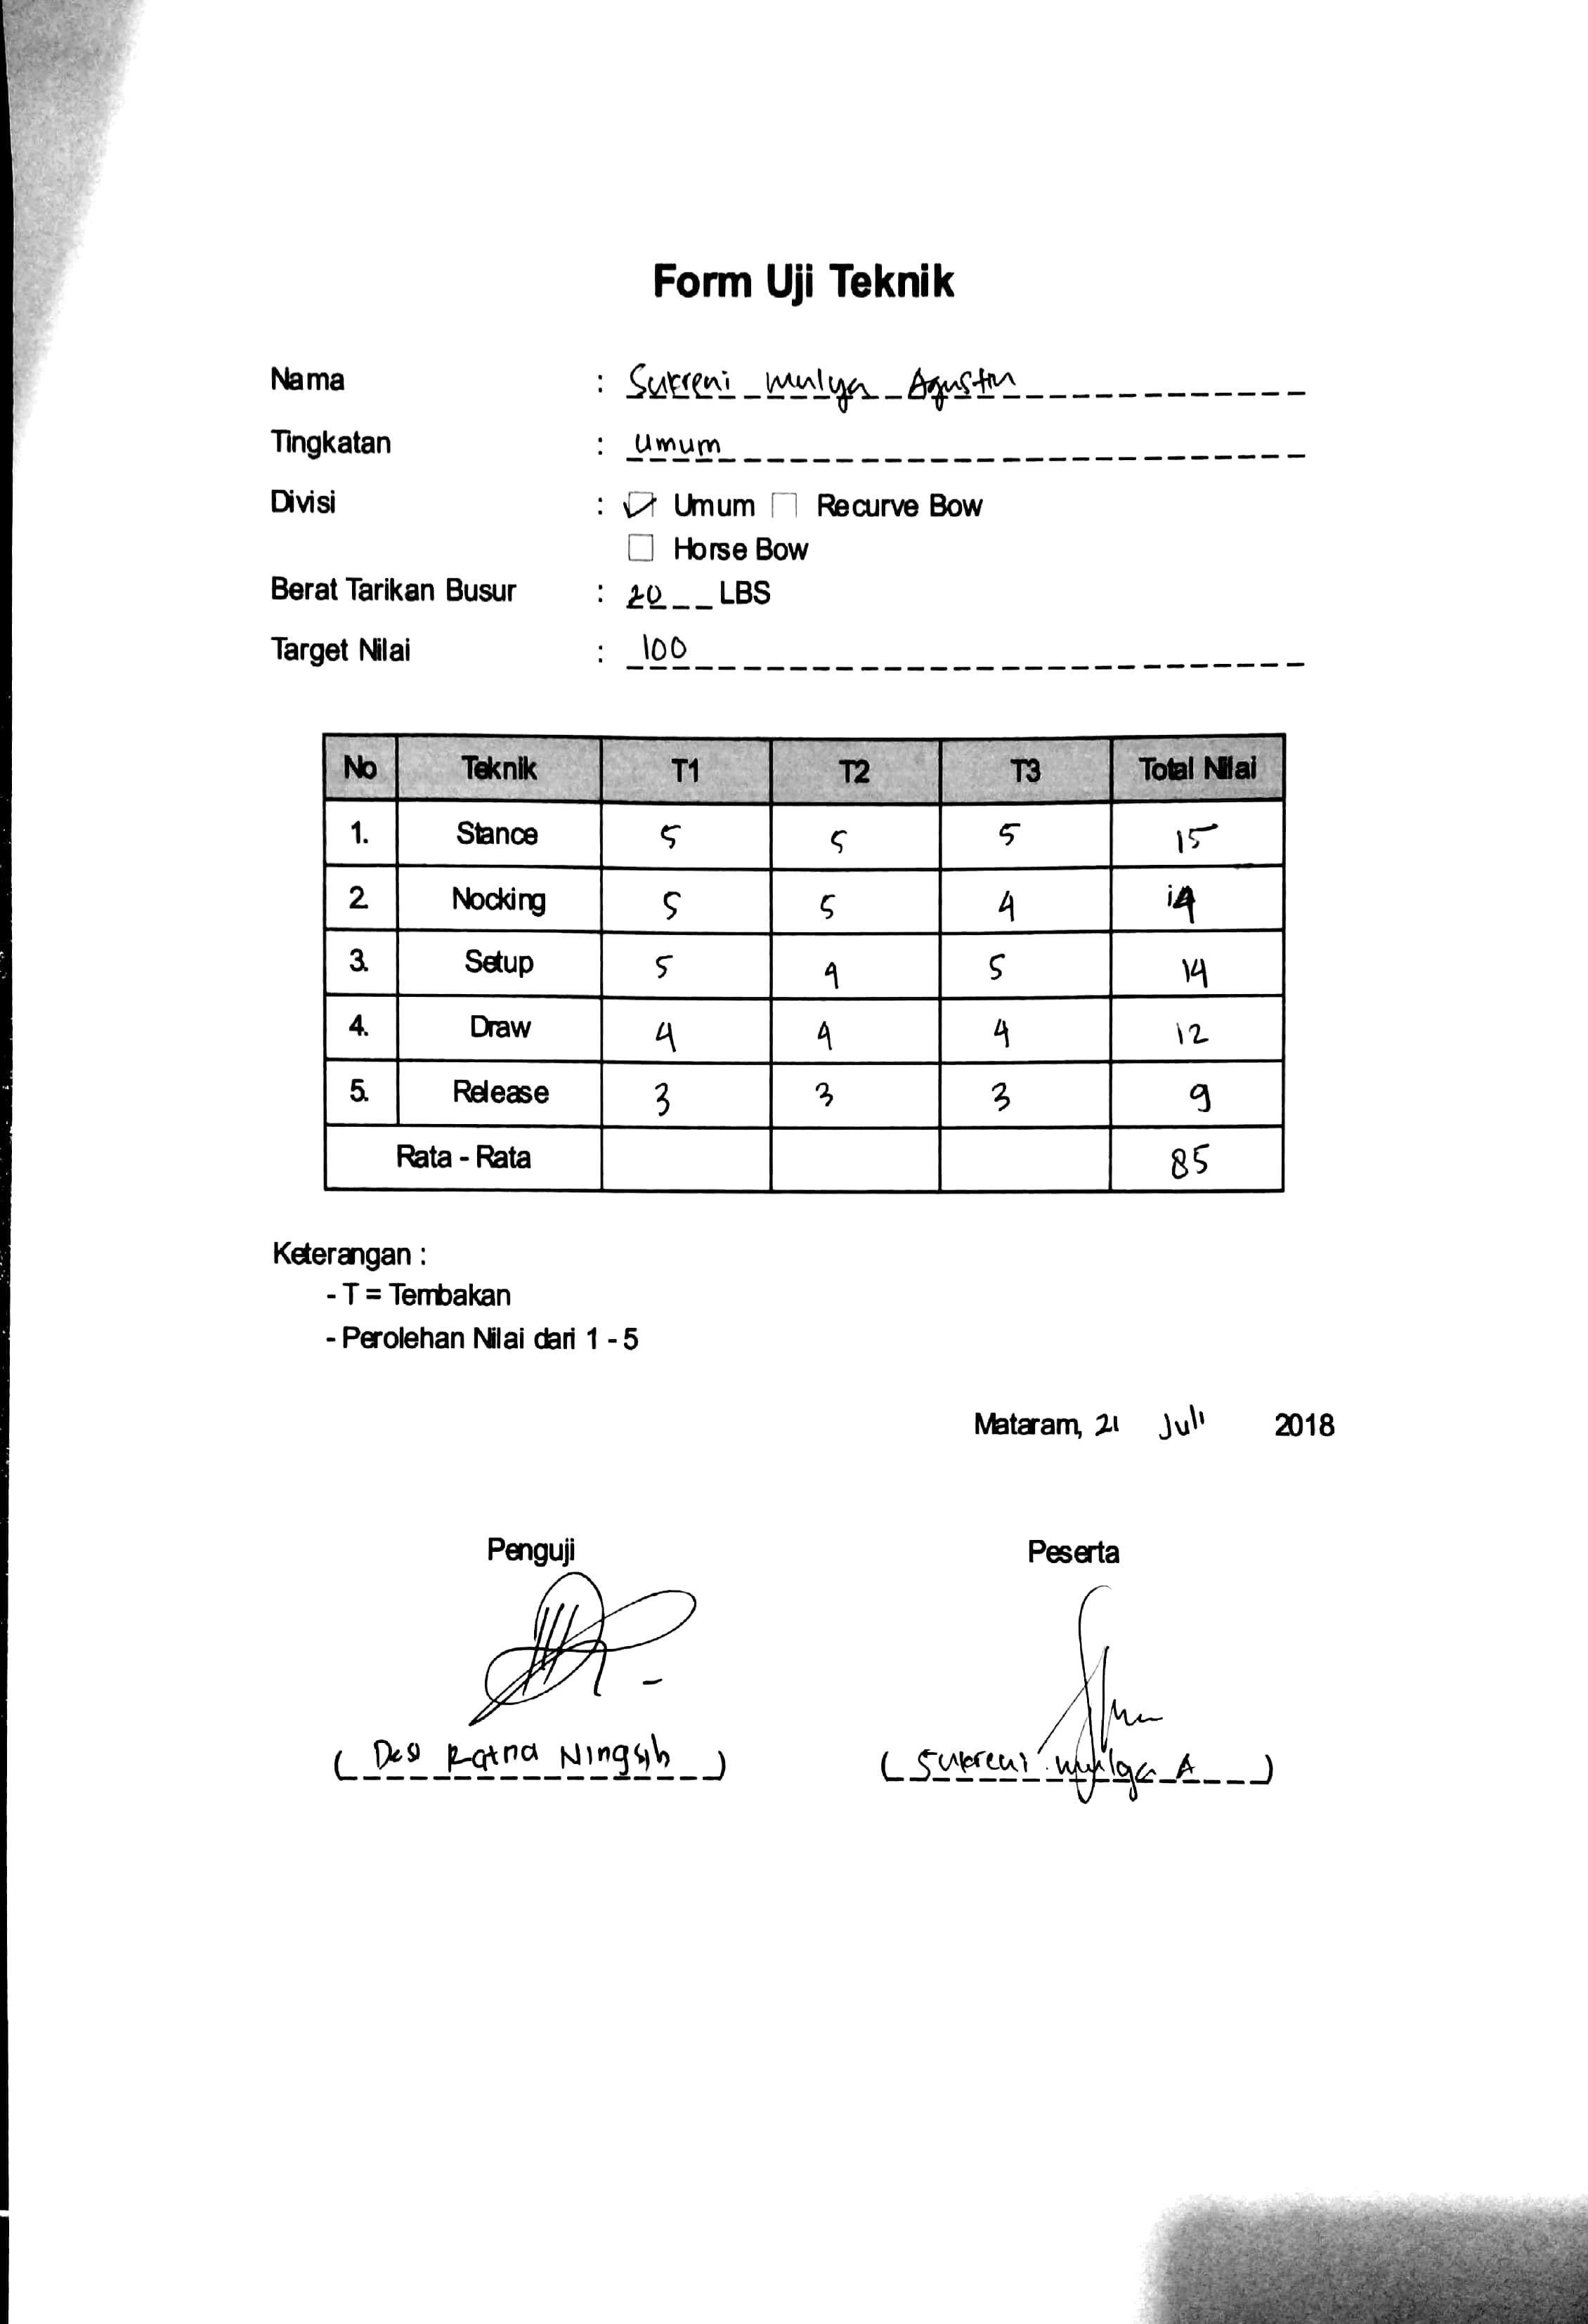 Form Uji Teknik
Nama : Sukreni Mulya Agustin
Tingkatan : Umum
Divisi : Umum Recurve Bow
Horse Bow
Berat Tarikan Busur : 20 LBS
Target Nilai : 100
No Teknik T1 T2 T3 Total Nilai
1. Stance 5 5 5 15
2. Nocking 5 5 4 14
3. Setup 5 4 5 14
4. Draw 4 4 4 12
5. Release 3 3 3 9
Rata - Rata 85
Keterangan :
- T = Tembakan
- Perolehan Nilai dari 1 - 5
Mataram, 21 Juli 2018
Penguji Peserta
( Desi Ratna Ningsih ) ( Sukreni Mulya A )